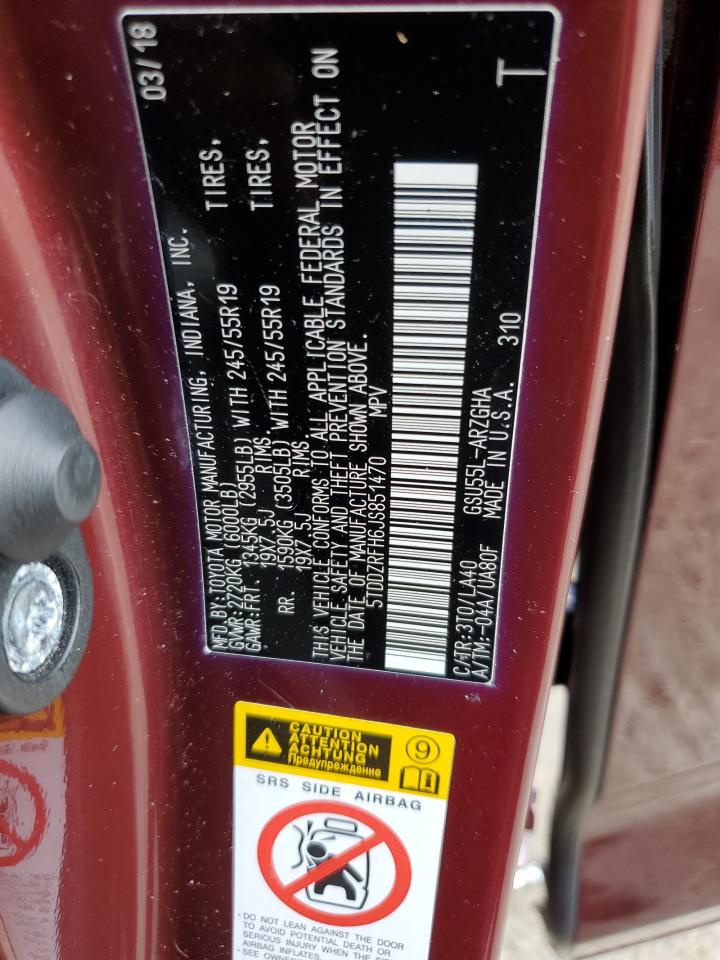 MFD.BY:TOYOTA MOTOR MANUFACTURING, INDIANA, INC. 03/18
GVWR:2720KG (6000LB)
GAWR:FRT. 1345KG (2955LB) WITH 245/55R19 TIRES,
19X7.5J RIMS.
RR. 1590KG (3505LB) WITH 245/55R19 TIRES,
19X7.5J RIMS.
THIS VEHICLE CONFORMS TO ALL APPLICABLE FEDERAL MOTOR
VEHICLE SAFETY AND THEFT PREVENTION STANDARDS IN EFFECT ON
THE DATE OF MANUFACTURE SHOWN ABOVE.
5TDDZRFH6JS851470 MPV
C/TR:3T0/LA40 GSU55L-ARZGHA T
A/TM:-04A/UA80F MADE IN U.S.A. 310
CAUTION
ATTENTION
ACHTUNG
Предупреждение
9
SRS SIDE AIRBAG
• DO NOT LEAN AGAINST THE DOOR
TO AVOID POTENTIAL DEATH OR
SERIOUS INJURY WHEN THE
AIRBAG INFLATES.
• SEE